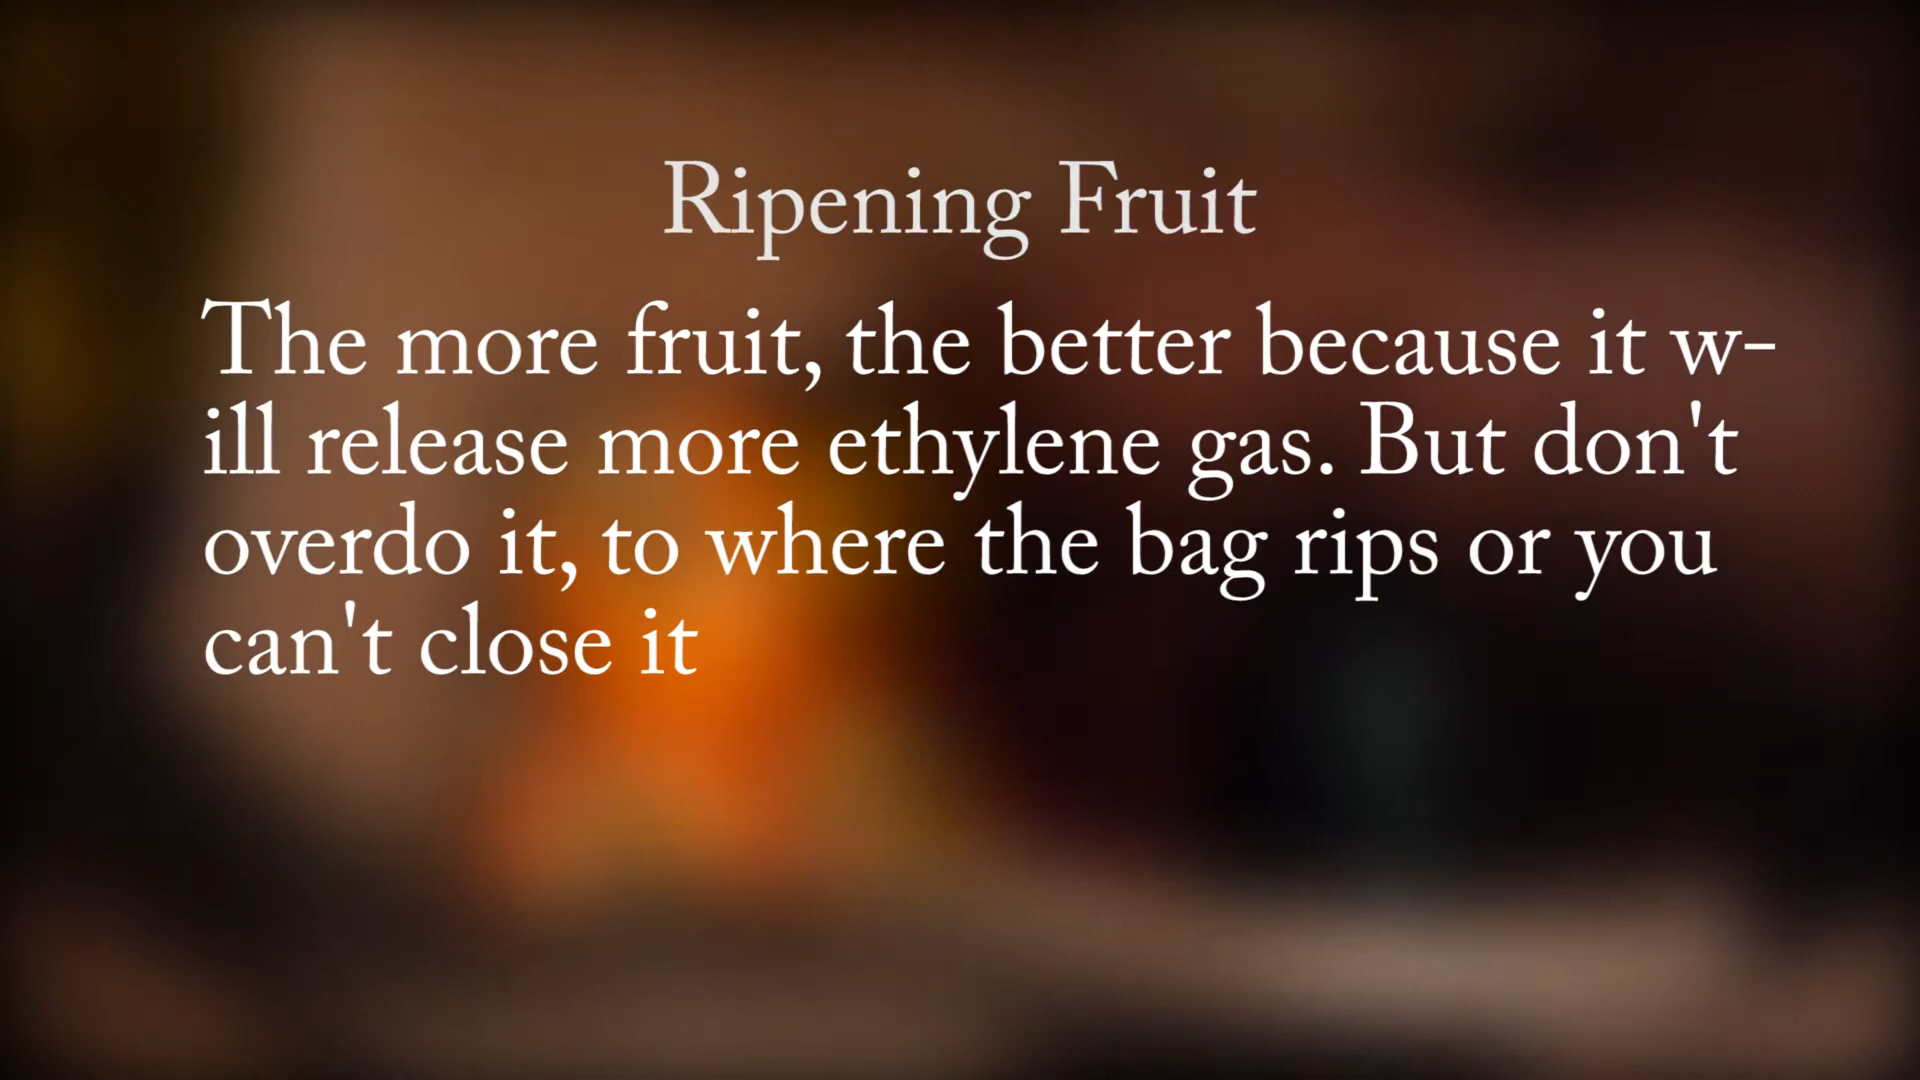 Ripening Fruit
The more fruit, the better because it w-
ill release more ethylene gas. But don't
overdo it, to where the bag rips or you
can't close it